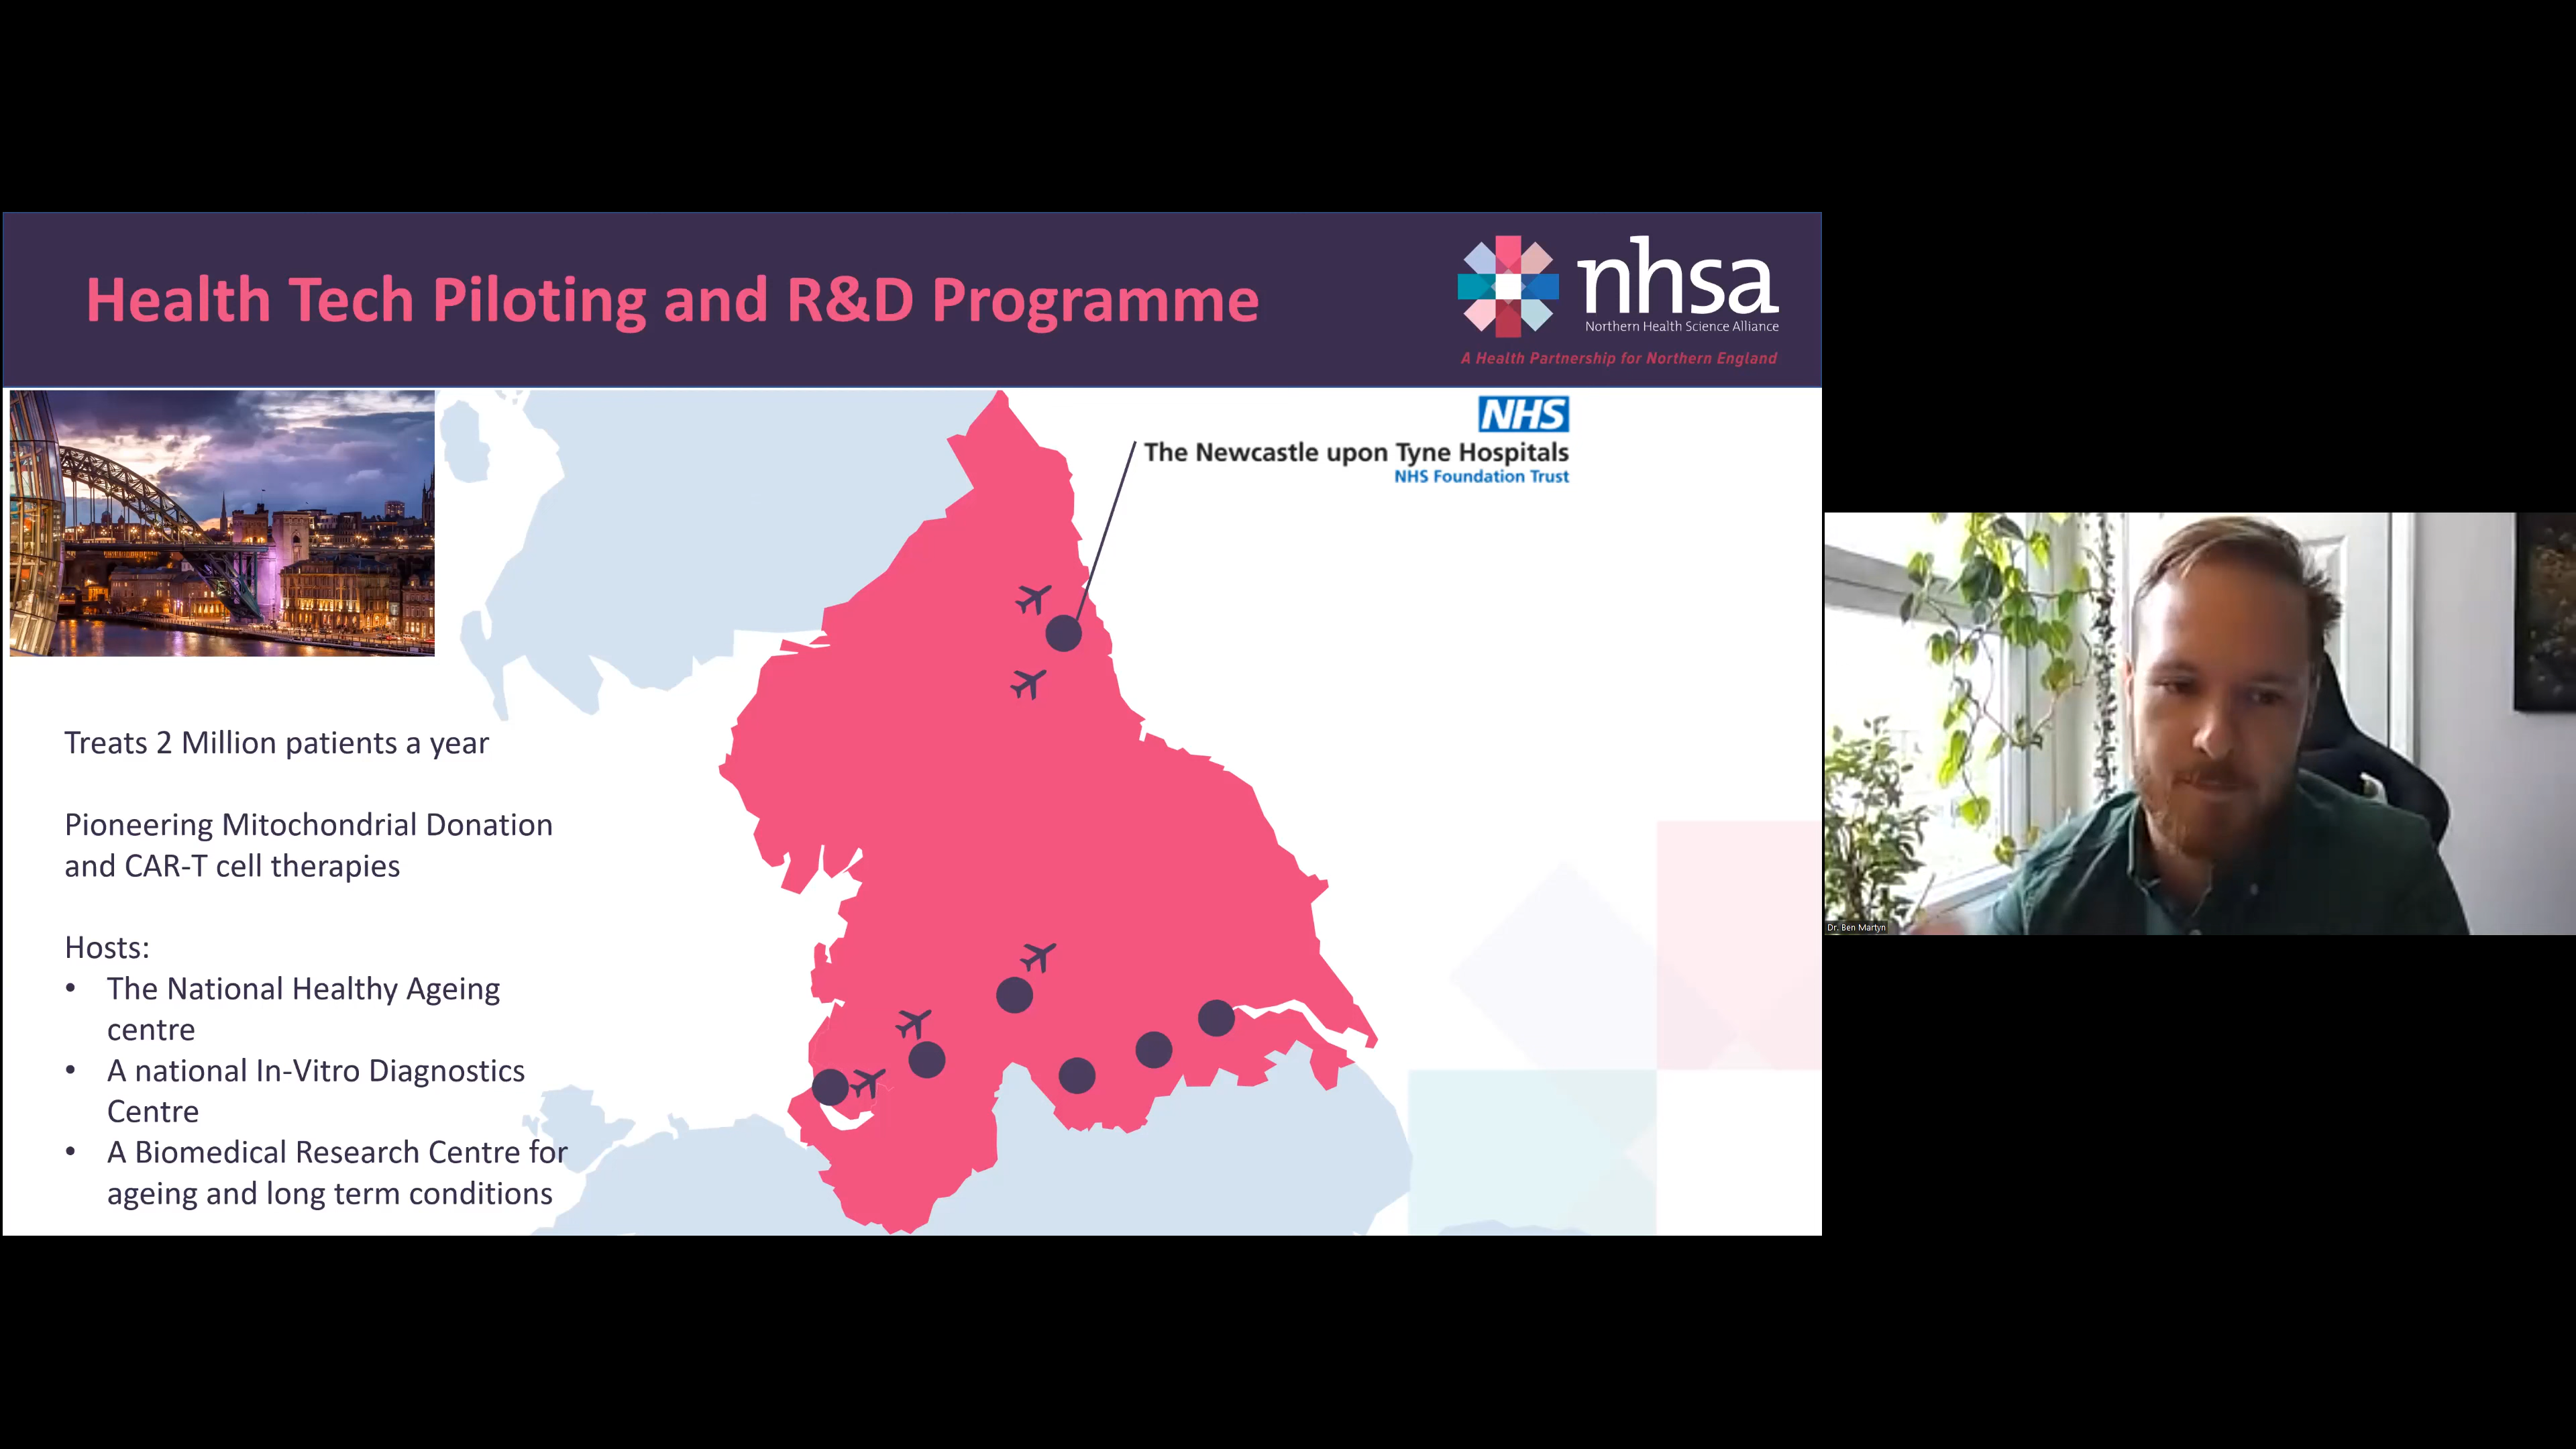 Health Tech Piloting and R&D Programme
nhsa
Northern Health Science Alliance
A Health Partnership for Northern England
NHS
The Newcastle upon Tyne Hospitals
NHS Foundation Trust
Treats 2 Million patients a year
Pioneering Mitochondrial Donation
and CAR-T cell therapies
Hosts:
• The National Healthy Ageing
centre
• A national In-Vitro Diagnostics
Centre
• A Biomedical Research Centre for
ageing and long term conditions
Dr. Ben Martyn